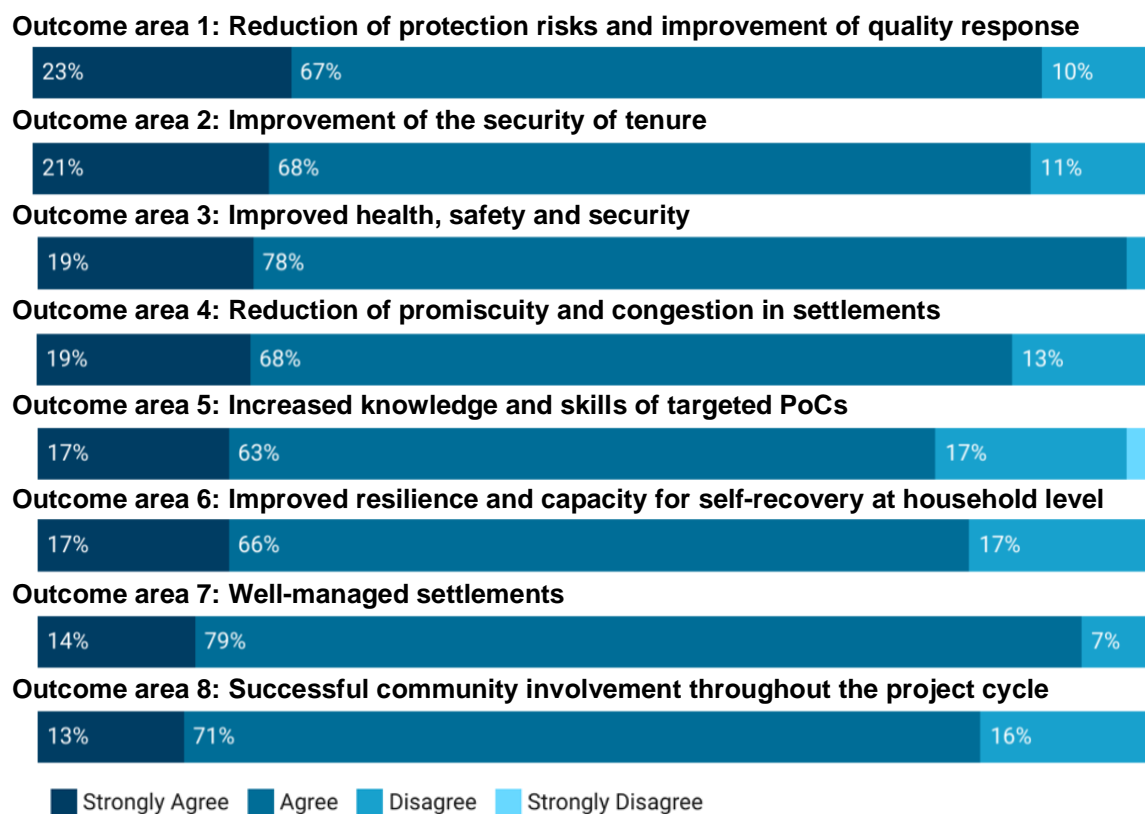 Outcome area 1: Reduction of protection risks and improvement of quality response
23% 67% 10%
Outcome area 2: Improvement of the security of tenure
21% 68% 11%
Outcome area 3: Improved health, safety and security
19% 78%
Outcome area 4: Reduction of promiscuity and congestion in settlements
19% 68% 13%
Outcome area 5: Increased knowledge and skills of targeted PoCs
17% 63% 17%
Outcome area 6: Improved resilience and capacity for self-recovery at household level
17% 66% 17%
Outcome area 7: Well-managed settlements
14% 79% 7%
Outcome area 8: Successful community involvement throughout the project cycle
13% 71% 16%
Strongly Agree Agree Disagree Strongly Disagree